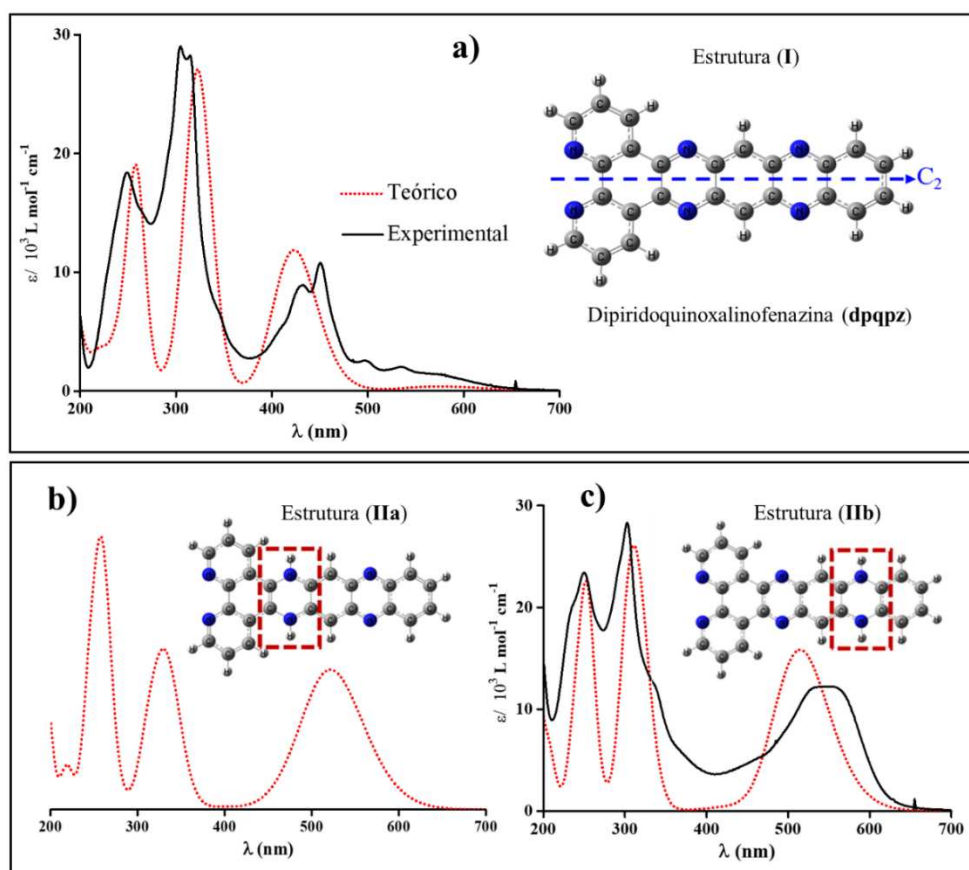 a)
Estrutura (I)
C₂
Dipiridoquinoxalinofenazina (dpqpz)
Teórico
Experimental
ε/ 10³ L mol⁻¹ cm⁻¹
30
20
10
0
200 300 400 500 600 700
λ (nm)
b)
Estrutura (IIa)
200 300 400 500 600 700
λ (nm)
c)
Estrutura (IIb)
ε/ 10³ L mol⁻¹ cm⁻¹
30
20
10
0
200 300 400 500 600 700
λ (nm)